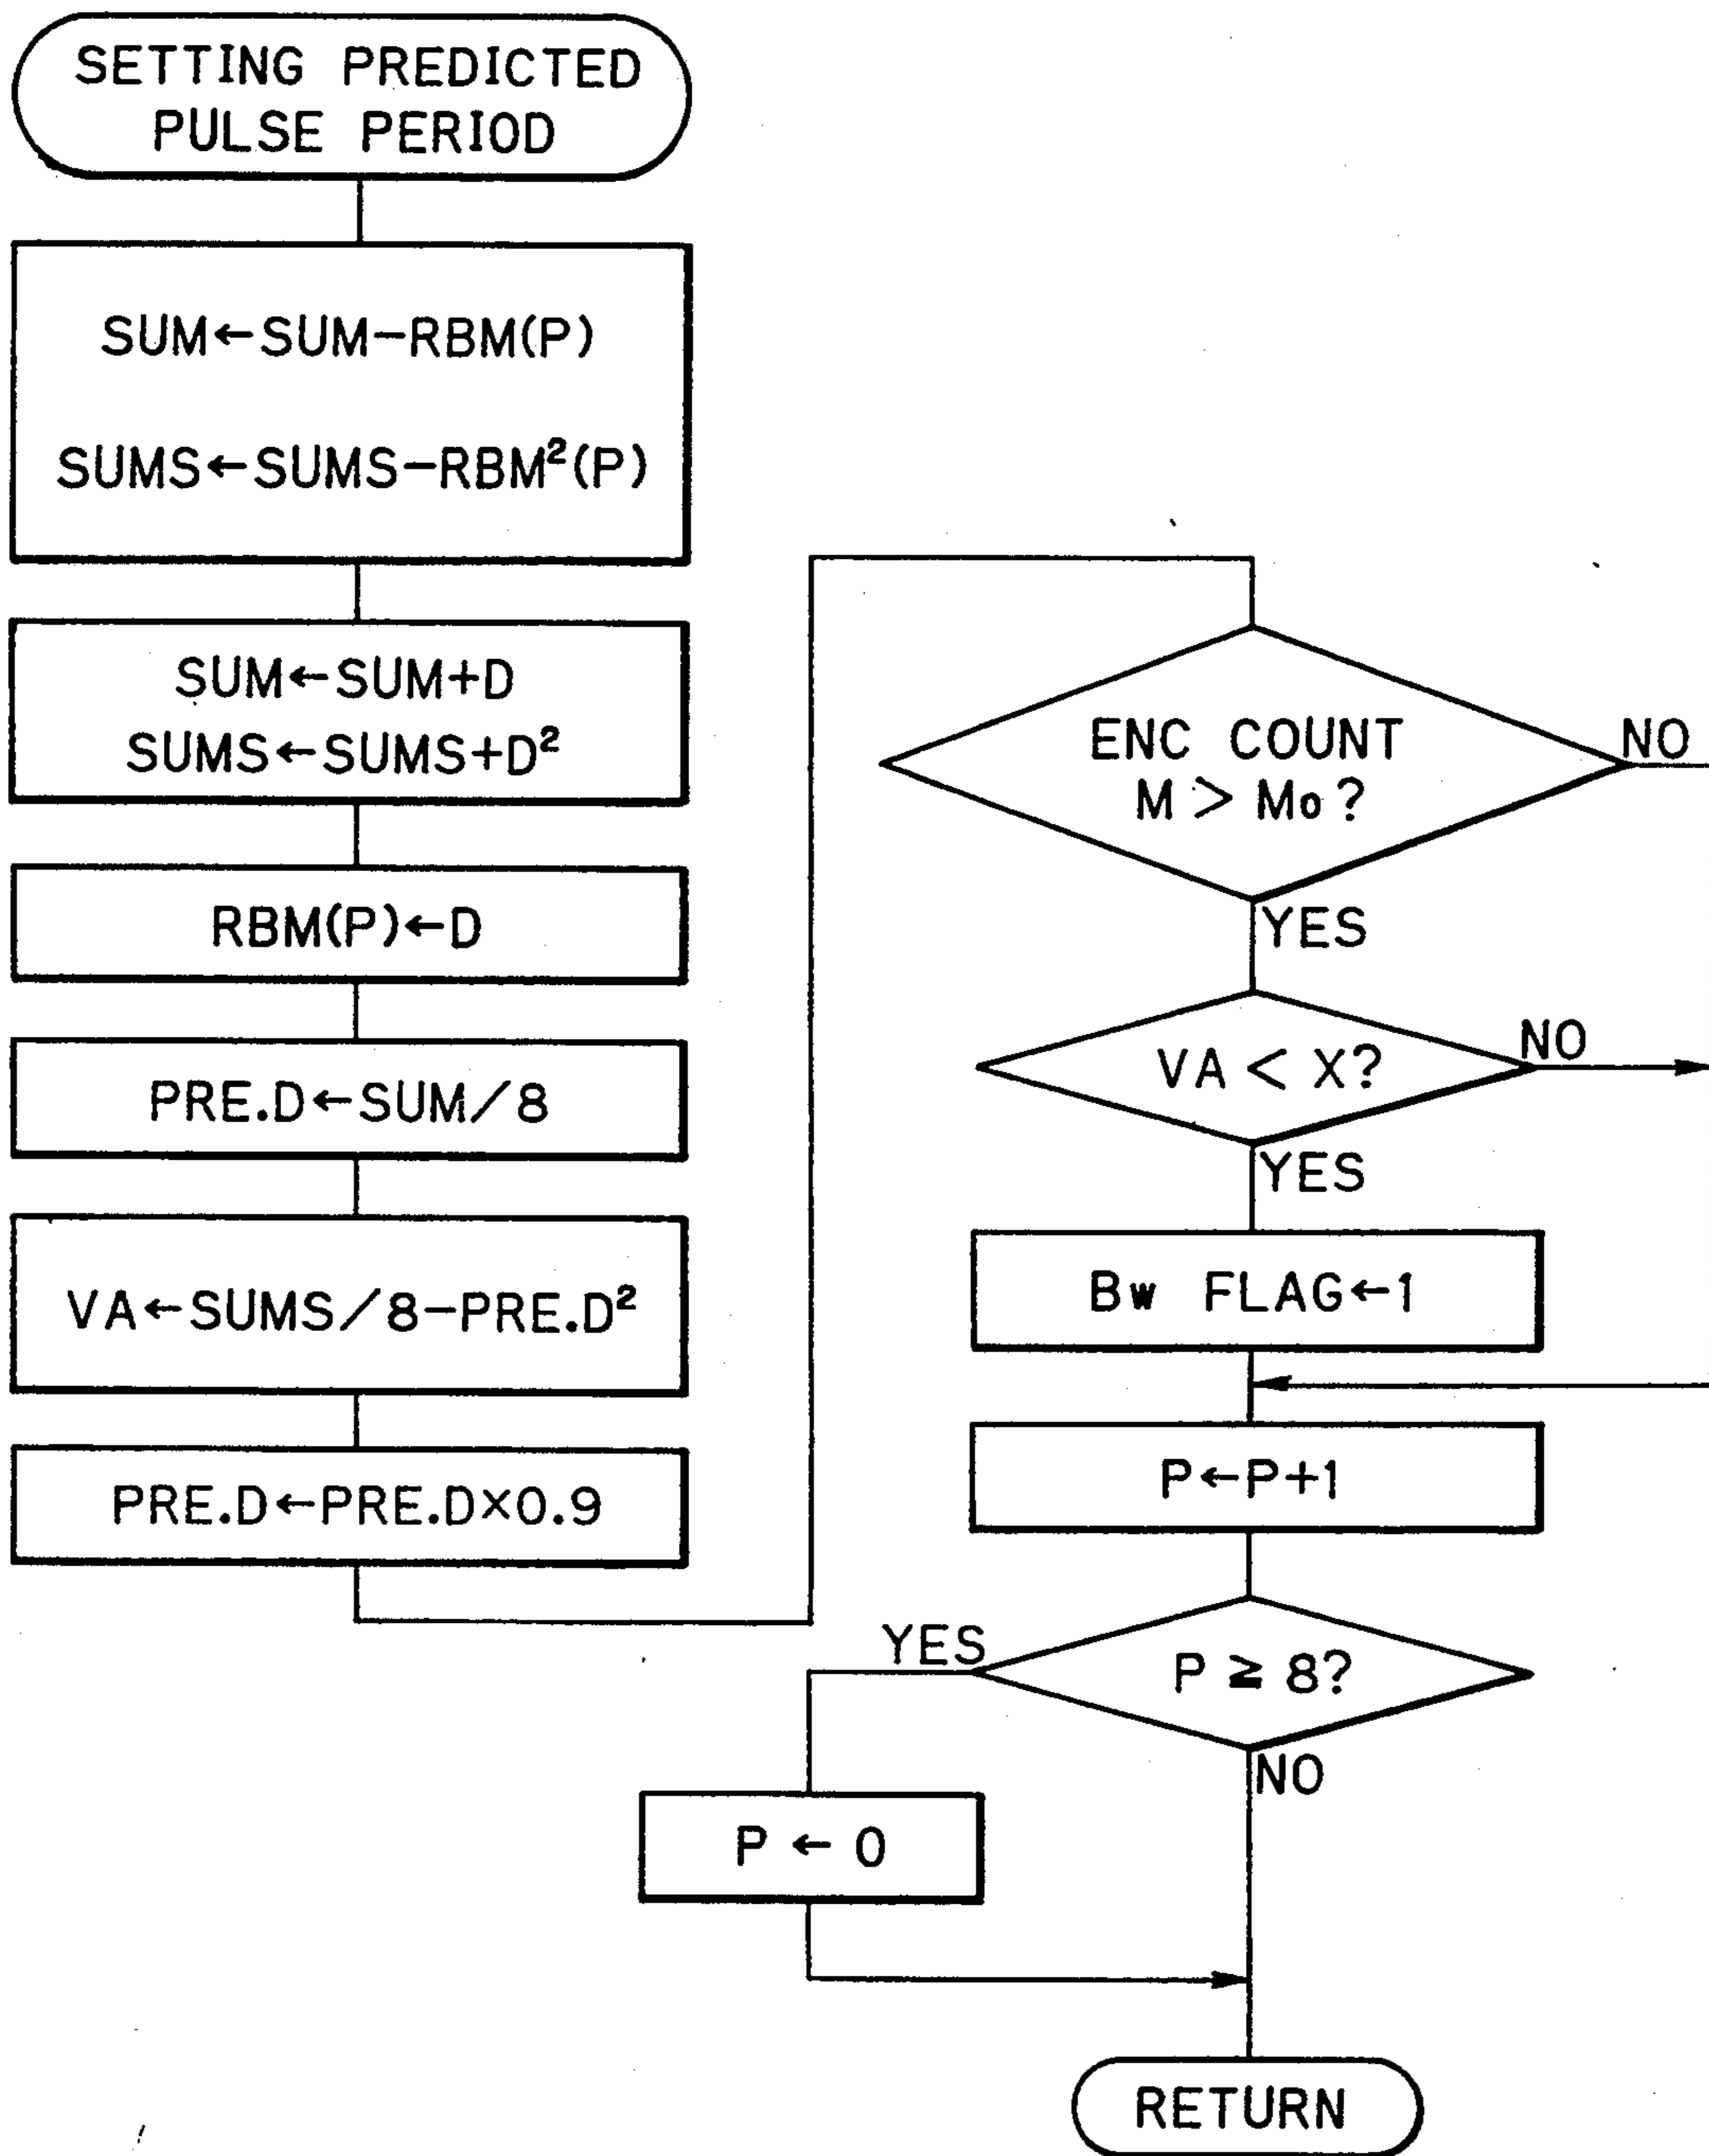 SETTING PREDICTED
PULSE PERIOD
SUM←SUM−RBM(P)
SUMS←SUMS−RBM²(P)
SUM←SUM+D
SUMS←SUMS+D²
RBM(P)←D
PRE.D←SUM/8
VA←SUMS/8−PRE.D²
PRE.D←PRE.D×0.9
ENC COUNT
M > Mo ?
NO
YES
VA < X?
NO
YES
Bw FLAG←1
P←P+1
P ≧ 8?
YES
NO
P ← 0
RETURN